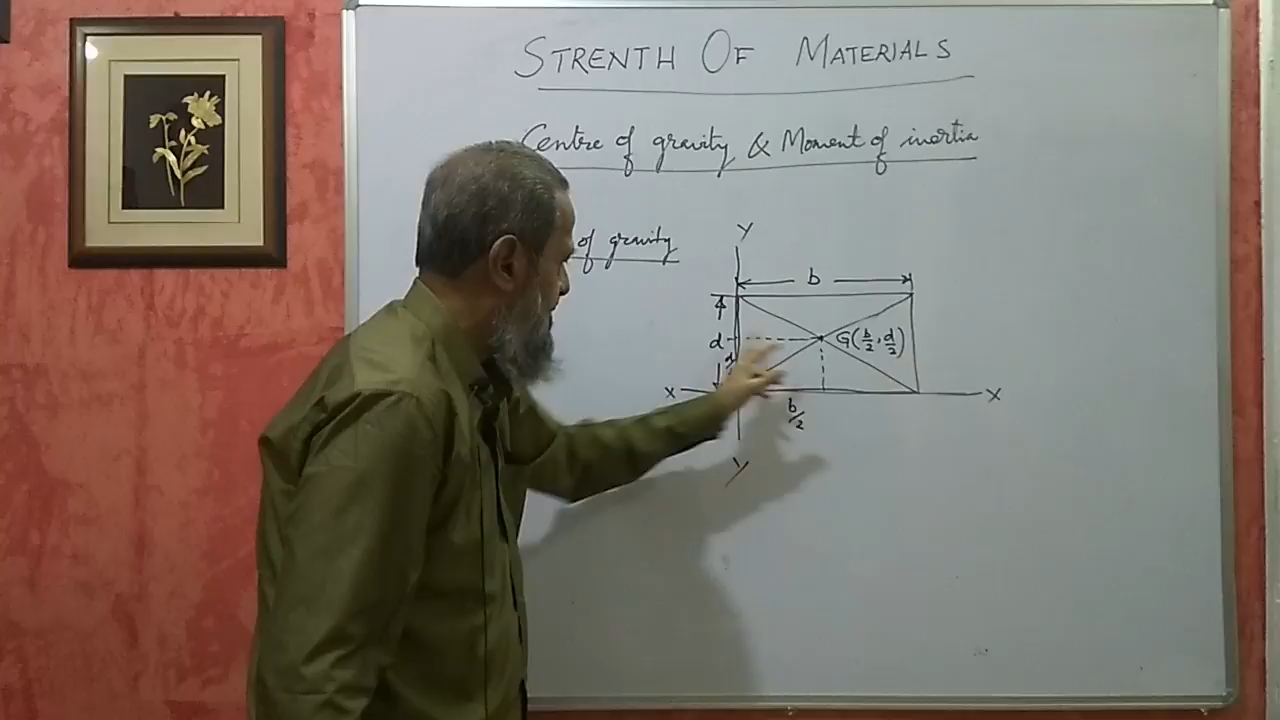 STRENTH OF MATERIALS
Centre of gravity & Moment of inertia
of gravity
Y
b
d
G(b/2, d/2)
X X
b/2
Y